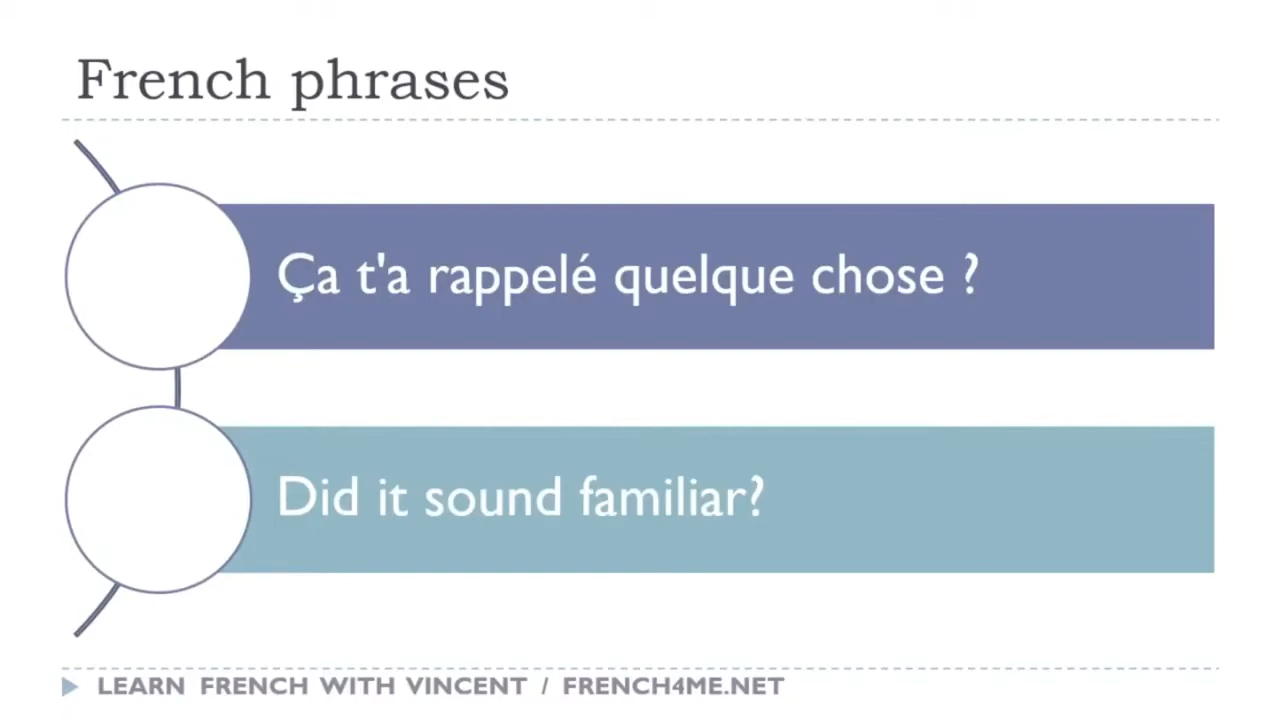 French phrases
Ça t'a rappelé quelque chose ?
Did it sound familiar?
LEARN FRENCH WITH VINCENT / FRENCH4ME.NET